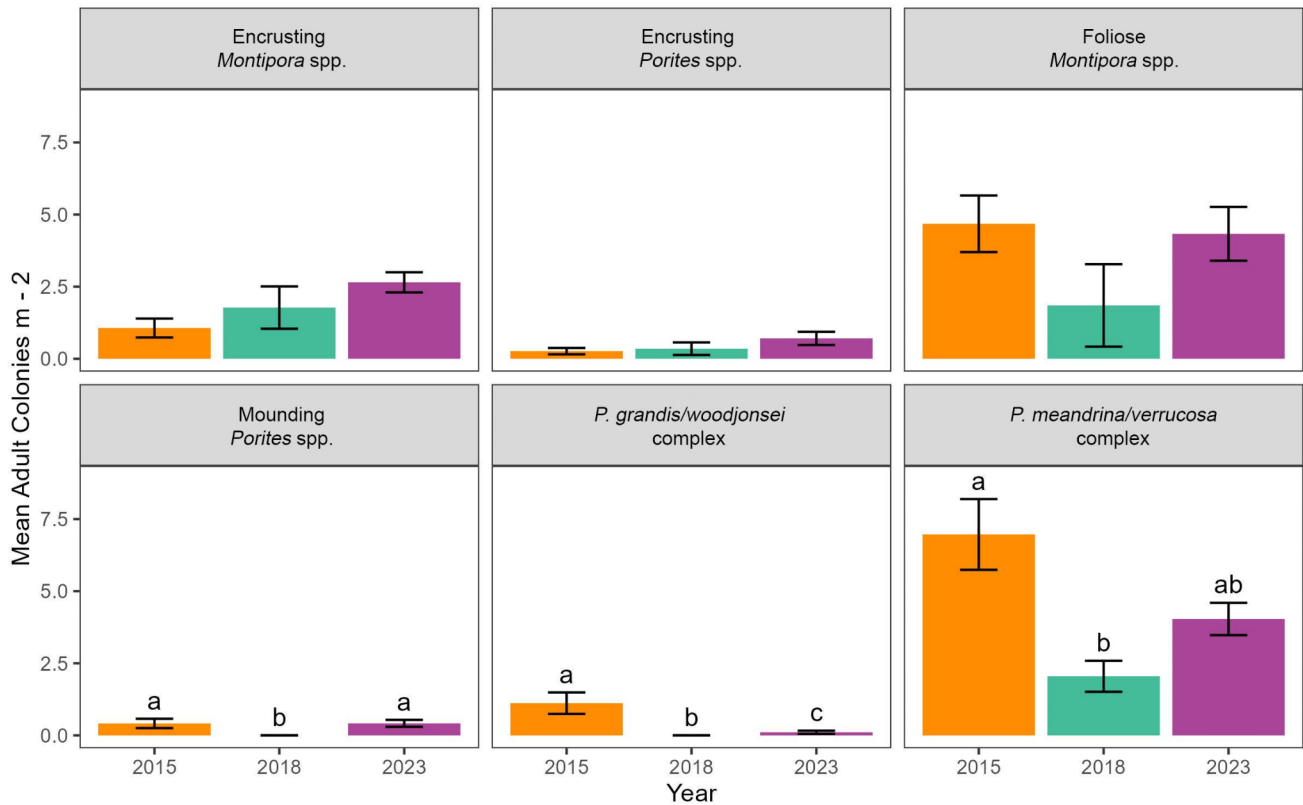 Encrusting
Montipora spp.
Encrusting
Porites spp.
Foliose
Montipora spp.
7.5
5.0
2.5
0.0
Mounding
Porites spp.
P. grandis/woodjonsei
complex
P. meandrina/verrucosa
complex
7.5
5.0
2.5
0.0
a
b
a
a
b
c
a
b
ab
2015
2018
2023
2015
2018
2023
2015
2018
2023
Mean Adult Colonies m - 2
Year